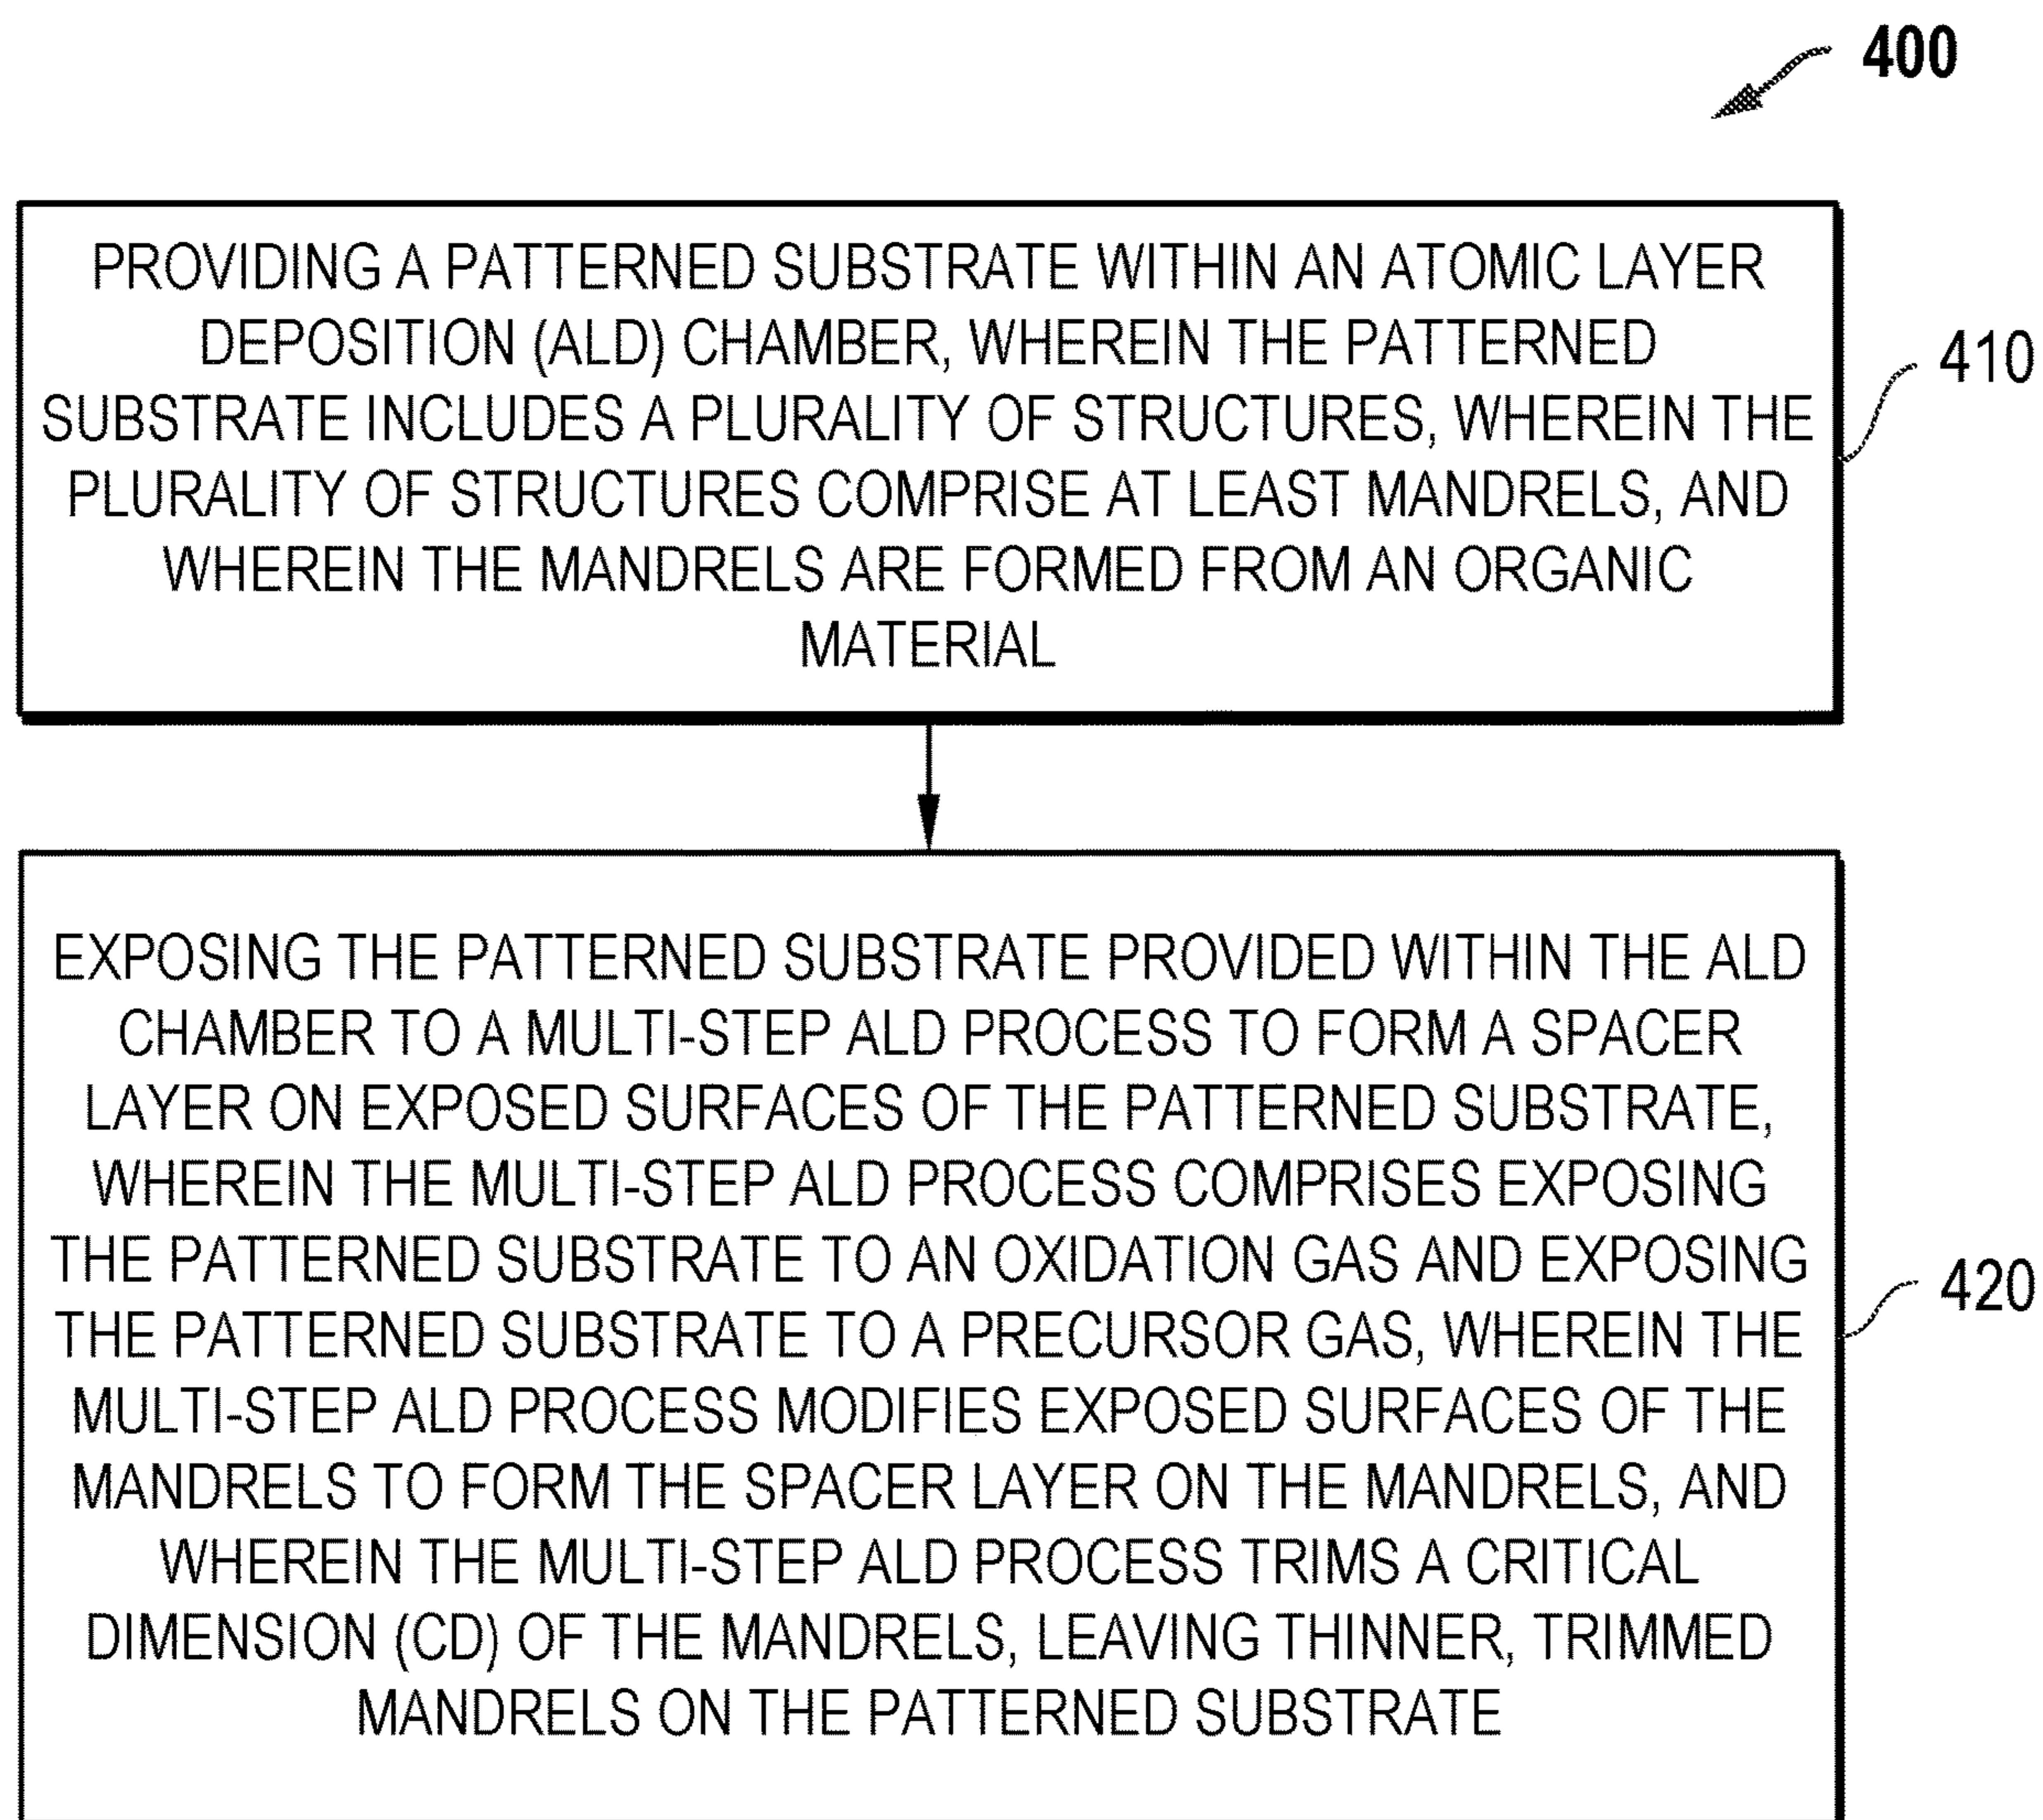 400
PROVIDING A PATTERNED SUBSTRATE WITHIN AN ATOMIC LAYER
DEPOSITION (ALD) CHAMBER, WHEREIN THE PATTERNED
SUBSTRATE INCLUDES A PLURALITY OF STRUCTURES, WHEREIN THE
PLURALITY OF STRUCTURES COMPRISE AT LEAST MANDRELS, AND
WHEREIN THE MANDRELS ARE FORMED FROM AN ORGANIC
MATERIAL
410
EXPOSING THE PATTERNED SUBSTRATE PROVIDED WITHIN THE ALD
CHAMBER TO A MULTI-STEP ALD PROCESS TO FORM A SPACER
LAYER ON EXPOSED SURFACES OF THE PATTERNED SUBSTRATE,
WHEREIN THE MULTI-STEP ALD PROCESS COMPRISES EXPOSING
THE PATTERNED SUBSTRATE TO AN OXIDATION GAS AND EXPOSING
THE PATTERNED SUBSTRATE TO A PRECURSOR GAS, WHEREIN THE
MULTI-STEP ALD PROCESS MODIFIES EXPOSED SURFACES OF THE
MANDRELS TO FORM THE SPACER LAYER ON THE MANDRELS, AND
WHEREIN THE MULTI-STEP ALD PROCESS TRIMS A CRITICAL
DIMENSION (CD) OF THE MANDRELS, LEAVING THINNER, TRIMMED
MANDRELS ON THE PATTERNED SUBSTRATE
420